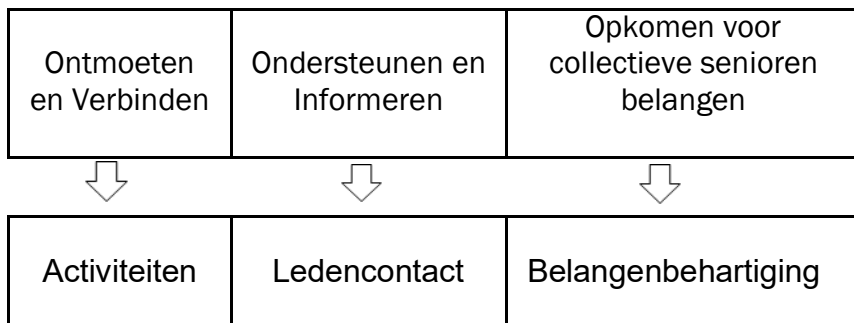 Ontmoeten
en Verbinden
Ondersteunen en
Informeren
Opkomen voor
collectieve senioren
belangen
Activiteiten
Ledencontact
Belangenbehartiging